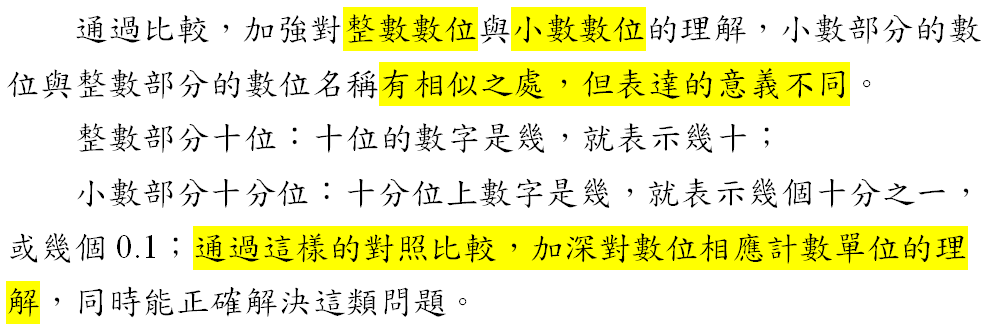 通過比較，加強對整數數位與小數數位的理解，小數部分的數
位與整數部分的數位名稱有相似之處，但表達的意義不同。
整數部分十位：十位的數字是幾，就表示幾十；
小數部分十分位：十分位上數字是幾，就表示幾個十分之一，
或幾個 0.1；通過這樣的對照比較，加深對數位相應計數單位的理
解，同時能正確解決這類問題。